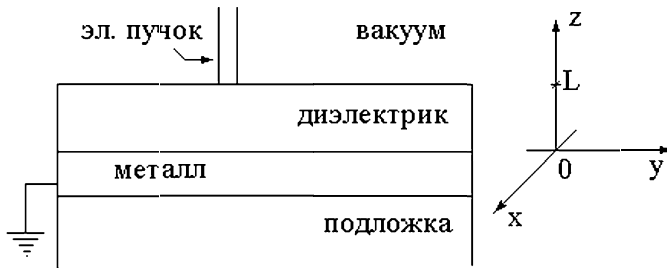 эл. пучок
вакуум
диэлектрик
металл
подложка
z
L
0
y
x